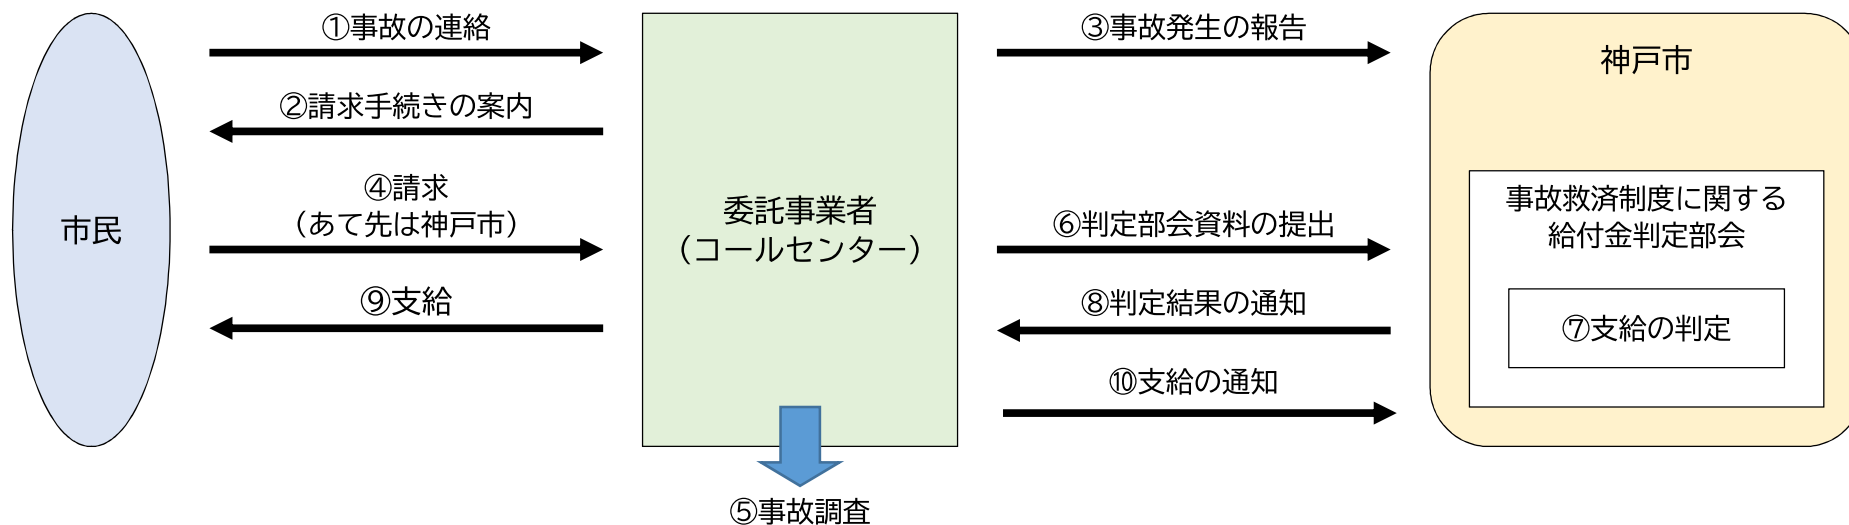 ①事故の連絡
③事故発生の報告
神戸市
②請求手続きの案内
市民
④請求
（あて先は神戸市）
委託事業者
（コールセンター）
⑥判定部会資料の提出
事故救済制度に関する
給付金判定部会
⑨支給
⑧判定結果の通知
⑦支給の判定
⑩支給の通知
⑤事故調査